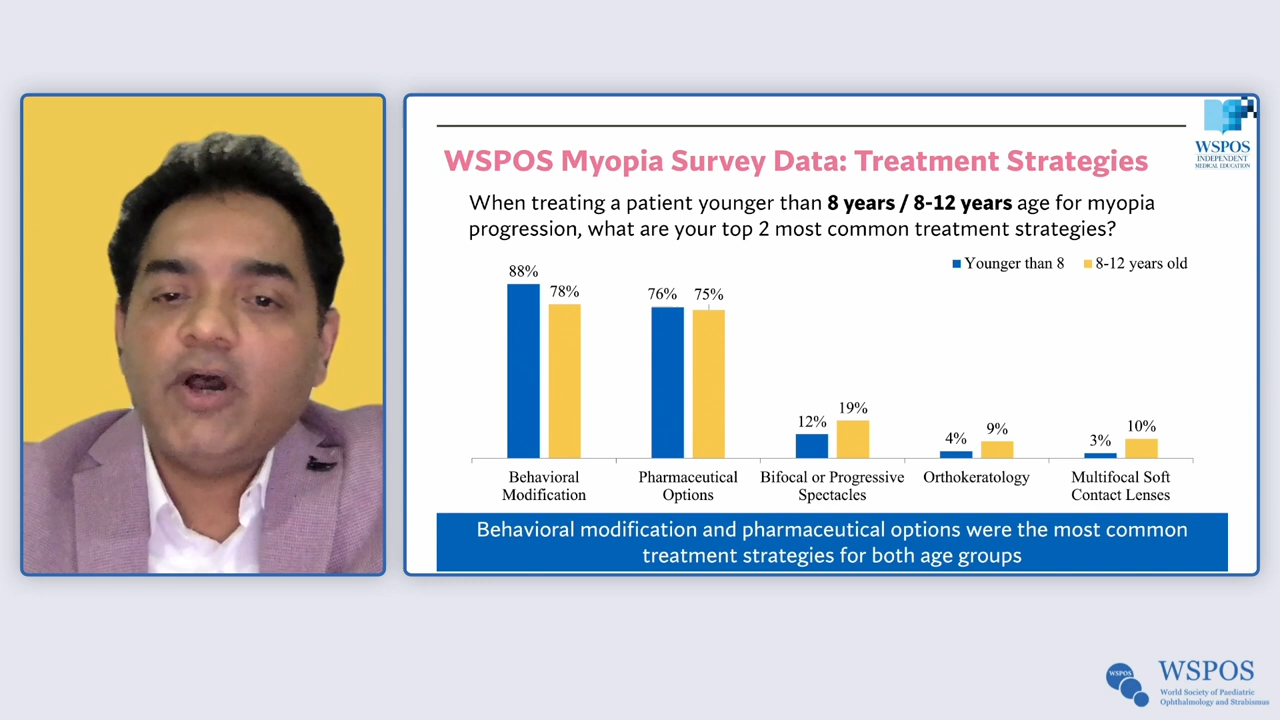 WSPOS
INDEPENDENT
MEDICAL EDUCATION
WSPOS Myopia Survey Data: Treatment Strategies
When treating a patient younger than 8 years / 8-12 years age for myopia
progression, what are your top 2 most common treatment strategies?
Younger than 8
8-12 years old
88%
78%
76%
75%
12%
19%
4%
9%
3%
10%
Behavioral
Modification
Pharmaceutical
Options
Bifocal or Progressive
Spectacles
Orthokeratology
Multifocal Soft
Contact Lenses
Behavioral modification and pharmaceutical options were the most common
treatment strategies for both age groups
WSPOS
WSPOS
World Society of Paediatric
Ophthalmology and Strabismus